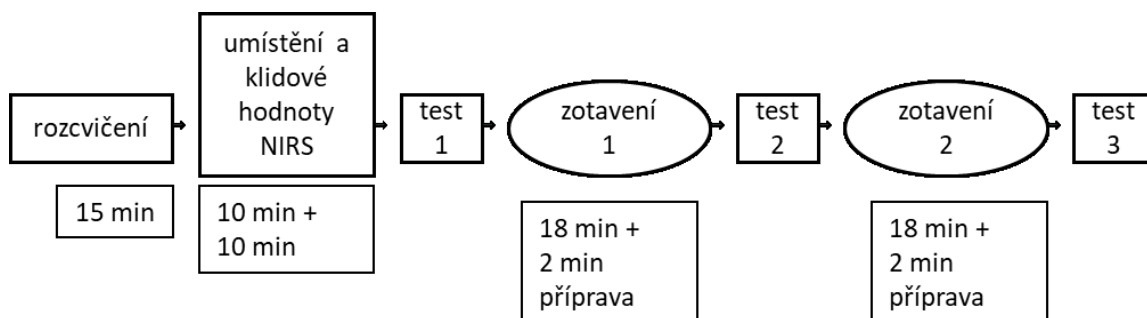 rozcvičení
umístění a
klidové
hodnoty
NIRS
test
1
zotavení
1
test
2
zotavení
2
test
3
15 min
10 min +
10 min
18 min +
2 min
příprava
18 min +
2 min
příprava